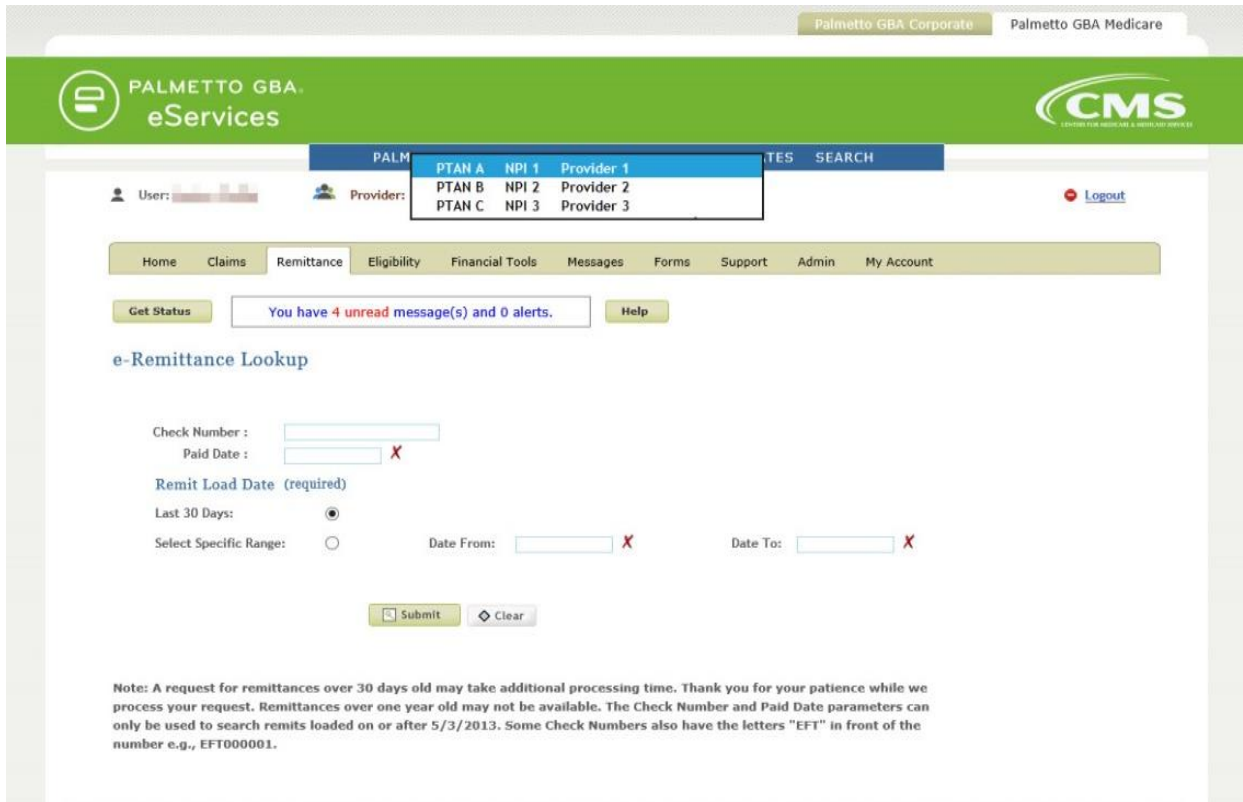 Palmetto GBA Corporate Palmetto GBA Medicare
PALMETTO GBA.
eServices
CMS
CENTERS FOR MEDICARE & MEDICAID SERVICES
PALM TES SEARCH
PTAN A NPI 1 Provider 1
PTAN B NPI 2 Provider 2
PTAN C NPI 3 Provider 3
User: Provider: Logout
Home Claims Remittance Eligibility Financial Tools Messages Forms Support Admin My Account
Get Status You have 4 unread message(s) and 0 alerts. Help
e-Remittance Lookup
Check Number :
Paid Date : X
Remit Load Date (required)
Last 30 Days:
Select Specific Range: Date From: X Date To: X
Submit Clear
Note: A request for remittances over 30 days old may take additional processing time. Thank you for your patience while we
process your request. Remittances over one year old may not be available. The Check Number and Paid Date parameters can
only be used to search remits loaded on or after 5/3/2013. Some Check Numbers also have the letters "EFT" in front of the
number e.g., EFT000001.